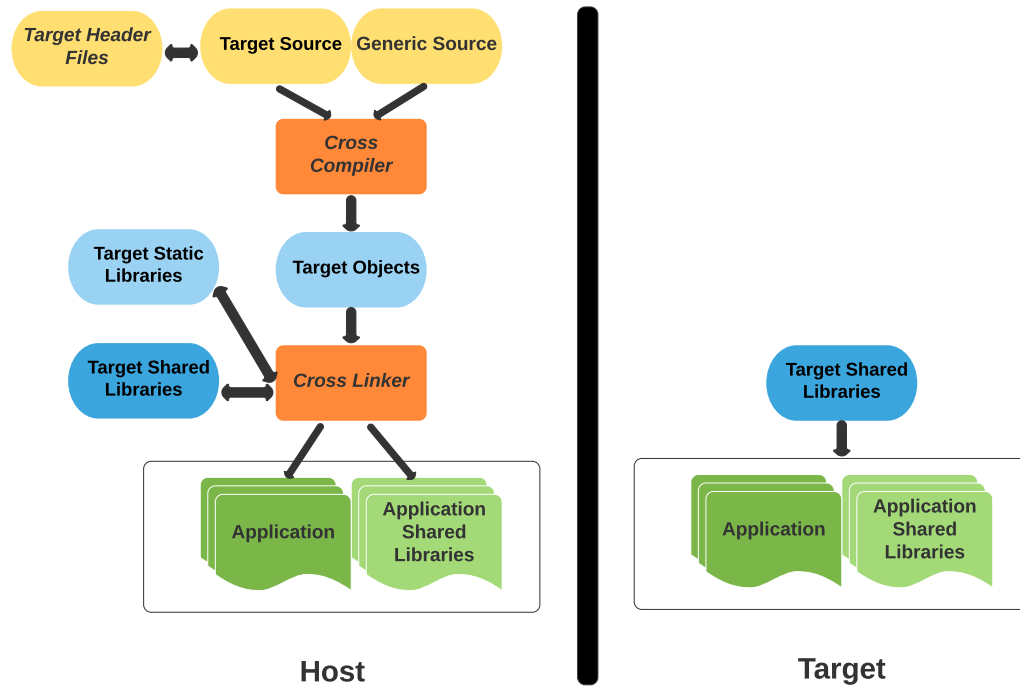 Target Header
Files
Target Source
Generic Source
Cross
Compiler
Target Static
Libraries
Target Objects
Target Shared
Libraries
Cross Linker
Application
Application
Shared
Libraries
Host
Target Shared
Libraries
Application
Application
Shared
Libraries
Target